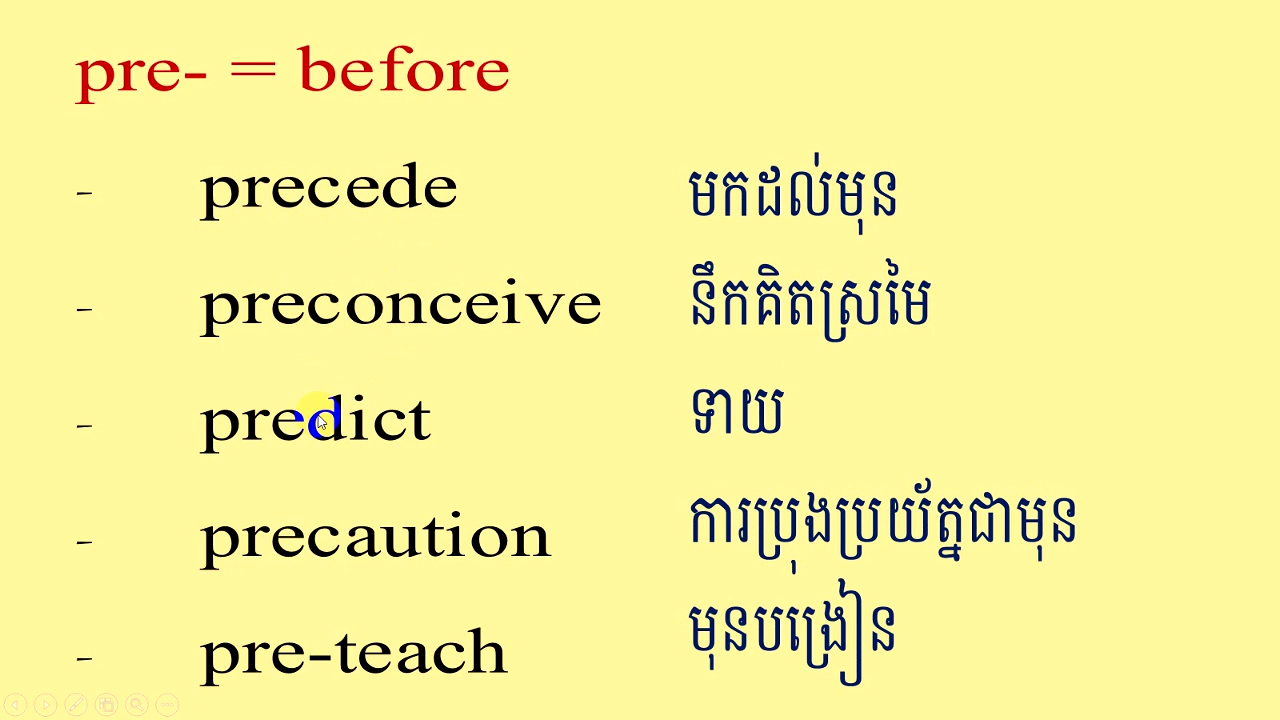 pre- = before
- precede មកដល់មុន
- preconceive នឹកគិតស្រមៃ
- predict ទាយ
- precaution ការប្រុងប្រយ័ត្នជាមុន
- pre-teach មុនបង្រៀន